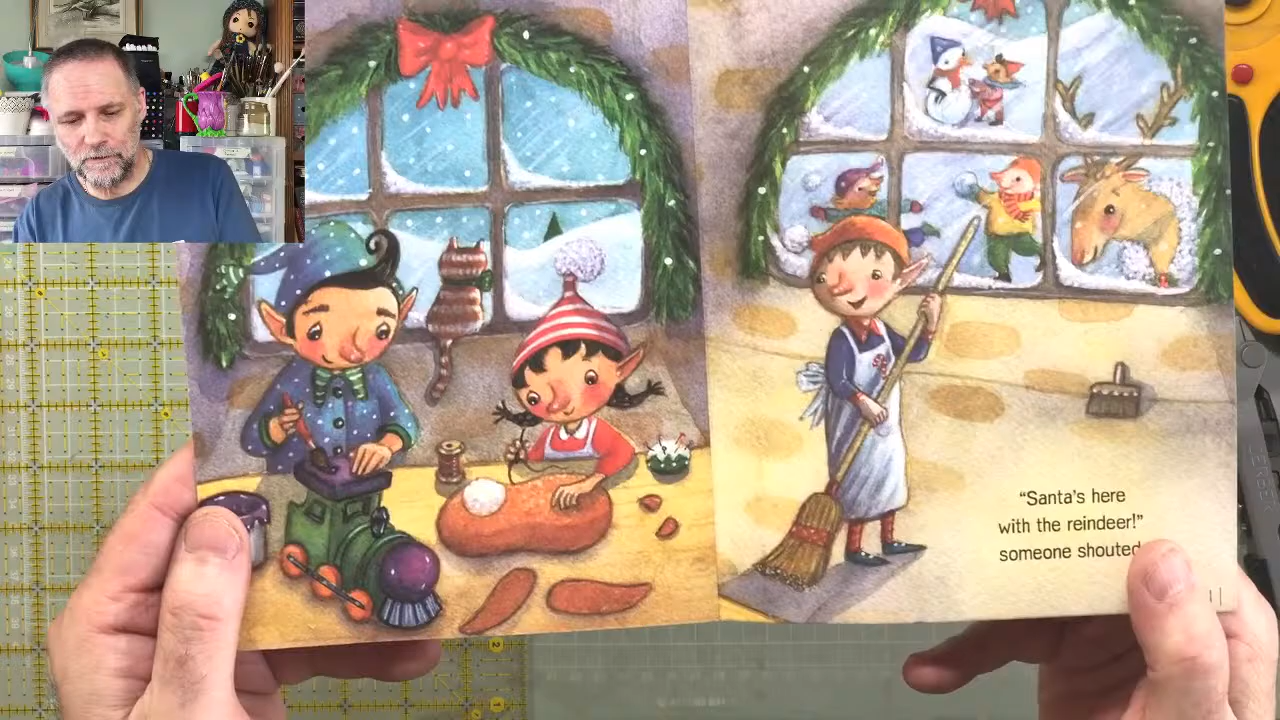 “Santa’s here
with the reindeer!”
someone shouted